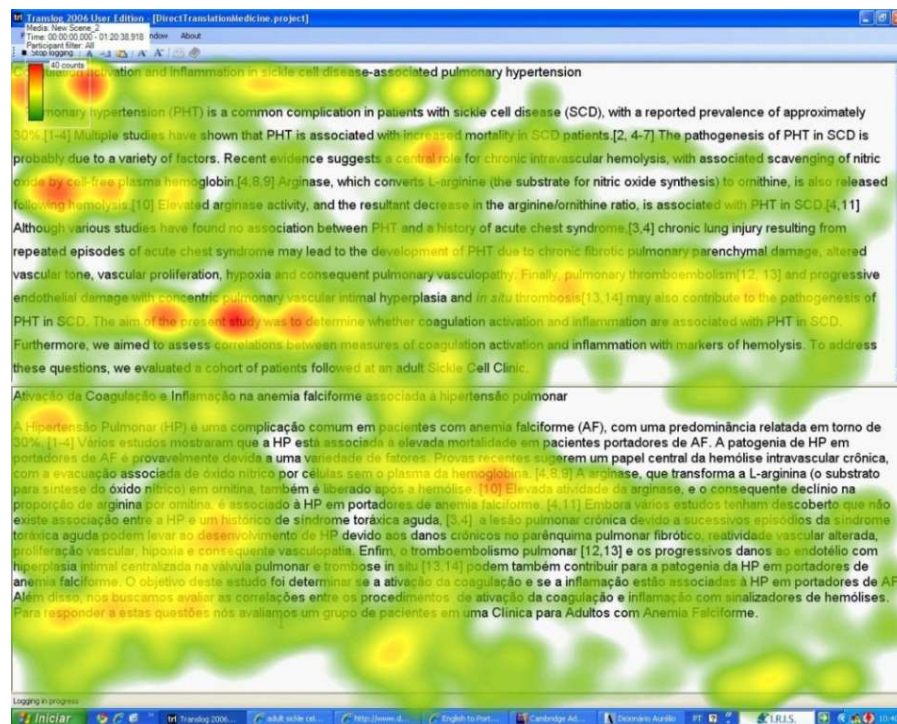 Translog 2006 User Edition - [DirectTranslationMedicine.project]
Media: New Scene_2
Time: 00:00:00.000 - 01:20:38.918
Participant filter: All
ndow About
Stop logging
40 counts
activation and Inflammation in sickle cell disease-associated pulmonary hypertension
monary hypertension (PHT) is a common complication in patients with sickle cell disease (SCD), with a reported prevalence of approximately
30%.[1-4] Multiple studies have shown that PHT is associated with increased mortality in SCD patients.[2, 4-7] The pathogenesis of PHT in SCD is
probably due to a variety of factors. Recent evidence suggests a central role for chronic intravascular hemolysis, with associated scavenging of nitric
oxide by cell-free plasma hemoglobin.[4,8,9] Arginase, which converts L-arginine (the substrate for nitric oxide synthesis) to ornithine, is also released
following hemolysis.[10] Elevated arginase activity, and the resultant decrease in the arginine/ornithine ratio, is associated with PHT in SCD.[4,11]
Although various studies have found no association between PHT and a history of acute chest syndrome,[3,4] chronic lung injury resulting from
repeated episodes of acute chest syndrome may lead to the development of PHT due to chronic fibrotic pulmonary parenchymal damage, altered
vascular tone, vascular proliferation, hypoxia and consequent pulmonary vasculopathy. Finally, pulmonary thromboembolism[12, 13] and progressive
endothelial damage with concentric pulmonary vascular intimal hyperplasia and in situ thrombosis[13,14] may also contribute to the pathogenesis of
PHT in SCD. The aim of the present study was to determine whether coagulation activation and inflammation are associated with PHT in SCD.
Furthermore, we aimed to assess correlations between measures of coagulation activation and inflammation with markers of hemolysis. To address
these questions, we evaluated a cohort of patients followed at an adult Sickle Cell Clinic.
Ativação da Coagulação e Inflamação na anemia falciforme associada à hipertensão pulmonar
A Hipertensão Pulmonar (HP) é uma complicação comum em pacientes com anemia falciforme (AF), com uma predominância relatada em torno de
30%. [1-4] Vários estudos mostraram que a HP está associada à elevada mortalidade em pacientes portadores de AF. A patogenia de HP em
portadores de AF é provavelmente devida a uma variedade de fatores. Provas recentes sugerem um papel central da hemólise intravascular crônica,
com a evacuação associada de óxido nítrico por células sem o plasma da hemoglobina. [4,8,9] A arginase, que transforma a L-arginina (o substrato
para síntese do óxido nítrico) em ornitina, também é liberado após a hemólise. [10] Elevada atividade da arginase, e o consequente declínio na
proporção de arginina por ornitina, é associado à HP em portadores de anemia falciforme. [4,11] Embora vários estudos tenham descoberto que não
existe associação entre a HP e um histórico de síndrome toráxica aguda, [3,4] a lesão pulmonar crônica devido a sucessivos episódios da síndrome
toráxica aguda podem levar ao desenvolvimento de HP devido aos danos crônicos no parênquima pulmonar fibrótico, reatividade vascular alterada,
proliferação vascular, hipoxia e consequente vasculopatia. Enfim, o tromboembolismo pulmonar [12,13] e os progressivos danos ao endotélio com
hiperplasia intimal centralizada na válvula pulmonar e trombose in situ [13,14] podem também contribuir para a patogenia da HP em portadores de
anemia falciforme. O objetivo deste estudo foi determinar se a ativação da coagulação e se a inflamação estão associadas à HP em portadores de AF
Além disso, nos buscamos avaliar as correlações entre os procedimentos de ativação da coagulação e inflamação com sinalizadores de hemólises.
Para responder a estas questões nós avaliamos um grupo de pacientes em uma Clínica para Adultos com Anemia Falciforme.
Logging in progress
Iniciar Translog 2006... adult sickle cel... http://www.d... English to Port... Cambridge Ad... Dicionário Aurélio PT I.R.I.S. 10:40